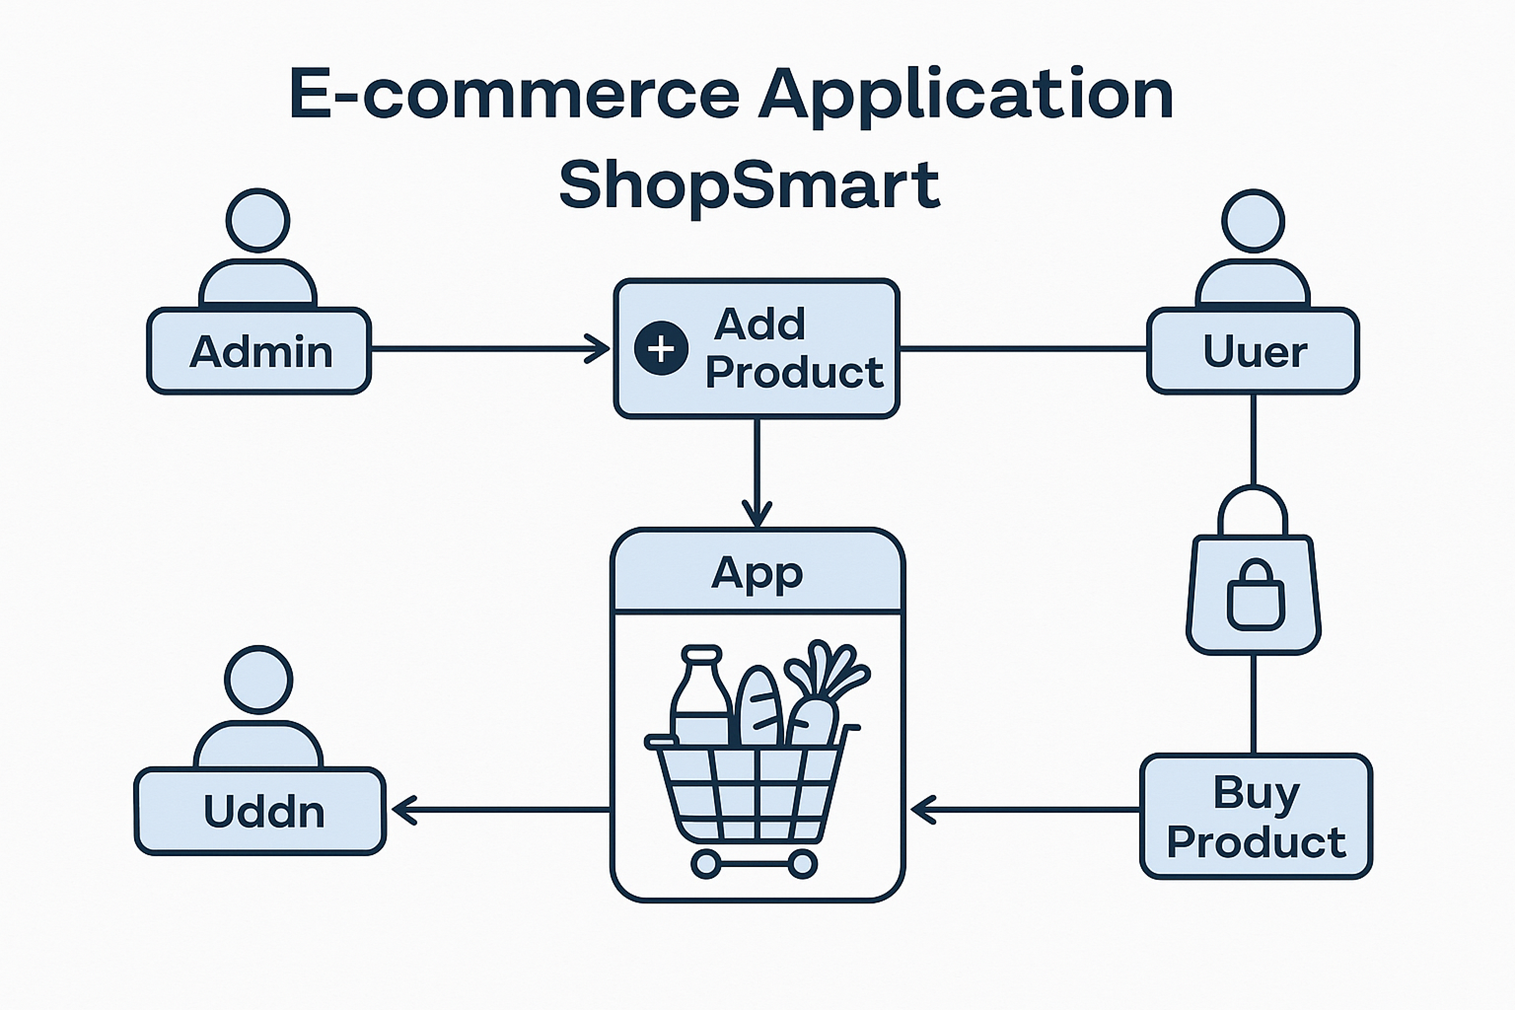 E-commerce Application
ShopSmart
Admin
Add
Product
Uuer
App
Uddn
Buy
Product